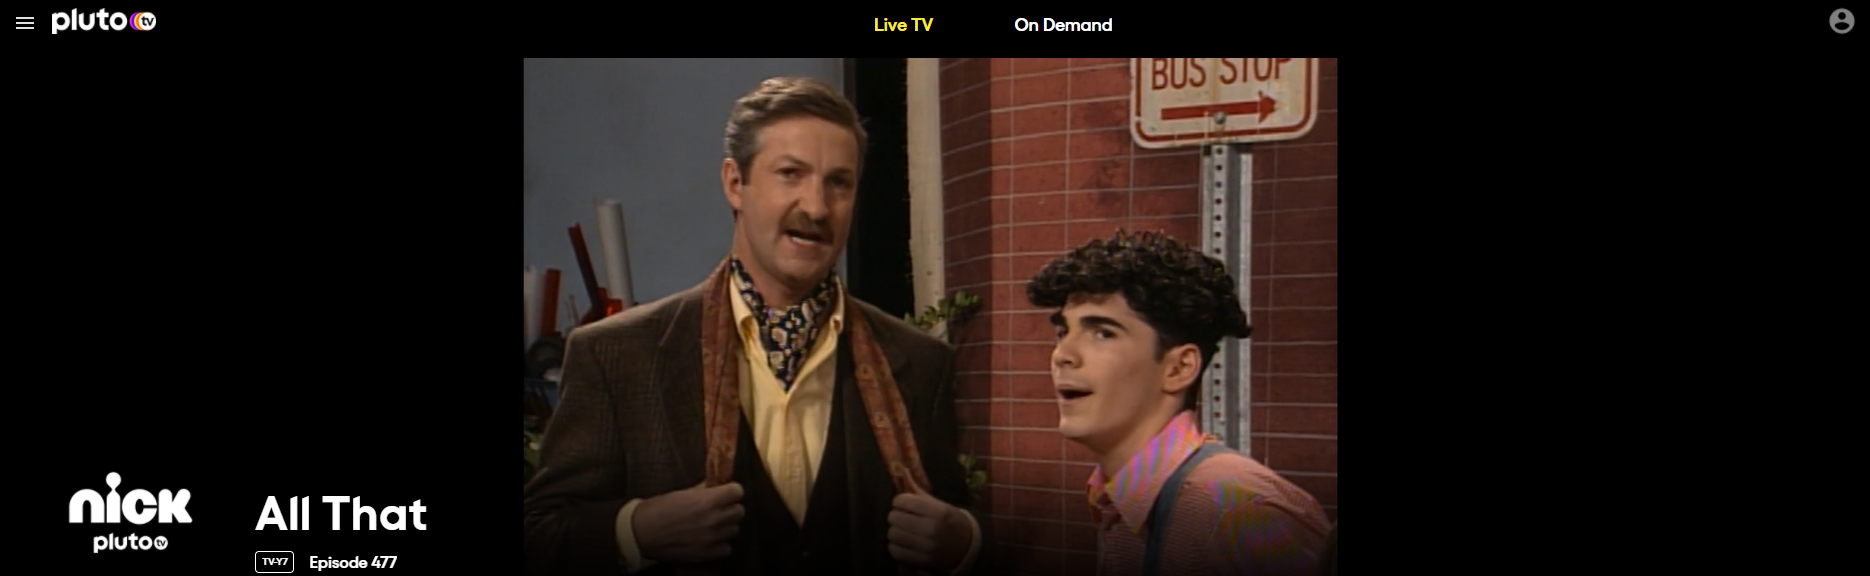 pluto tv
Live TV
On Demand
BUS STOP
nick
pluto tv
All That
TV-Y7
Episode 477